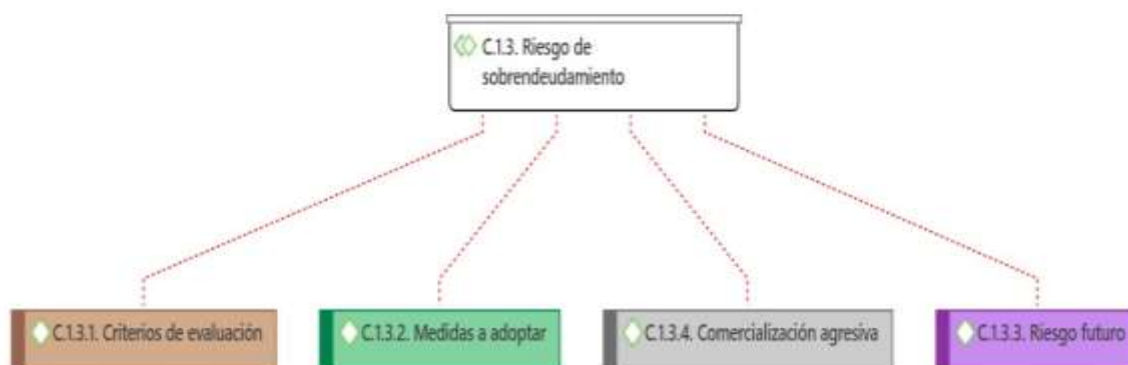 C.1.3. Riesgo de
sobrendeudamiento
C.1.3.1. Criterios de evaluación
C.1.3.2. Medidas a adoptar
C.1.3.4. Comercialización agresiva
C.1.3.3. Riesgo futuro